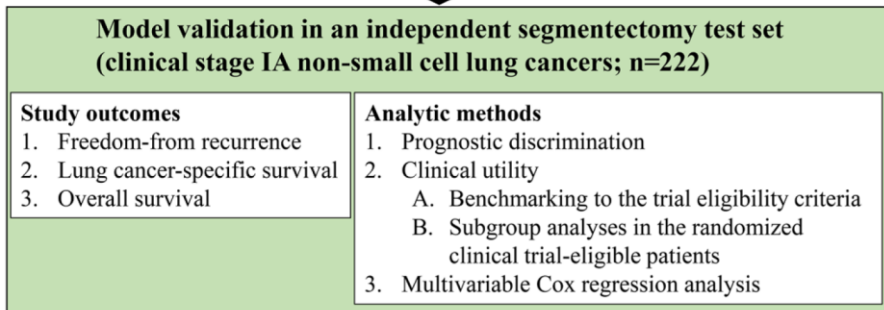 Model validation in an independent segmentectomy test set
(clinical stage IA non-small cell lung cancers; n=222)
Study outcomes
1. Freedom-from recurrence
2. Lung cancer-specific survival
3. Overall survival
Analytic methods
1. Prognostic discrimination
2. Clinical utility
A. Benchmarking to the trial eligibility criteria
B. Subgroup analyses in the randomized
clinical trial-eligible patients
3. Multivariable Cox regression analysis